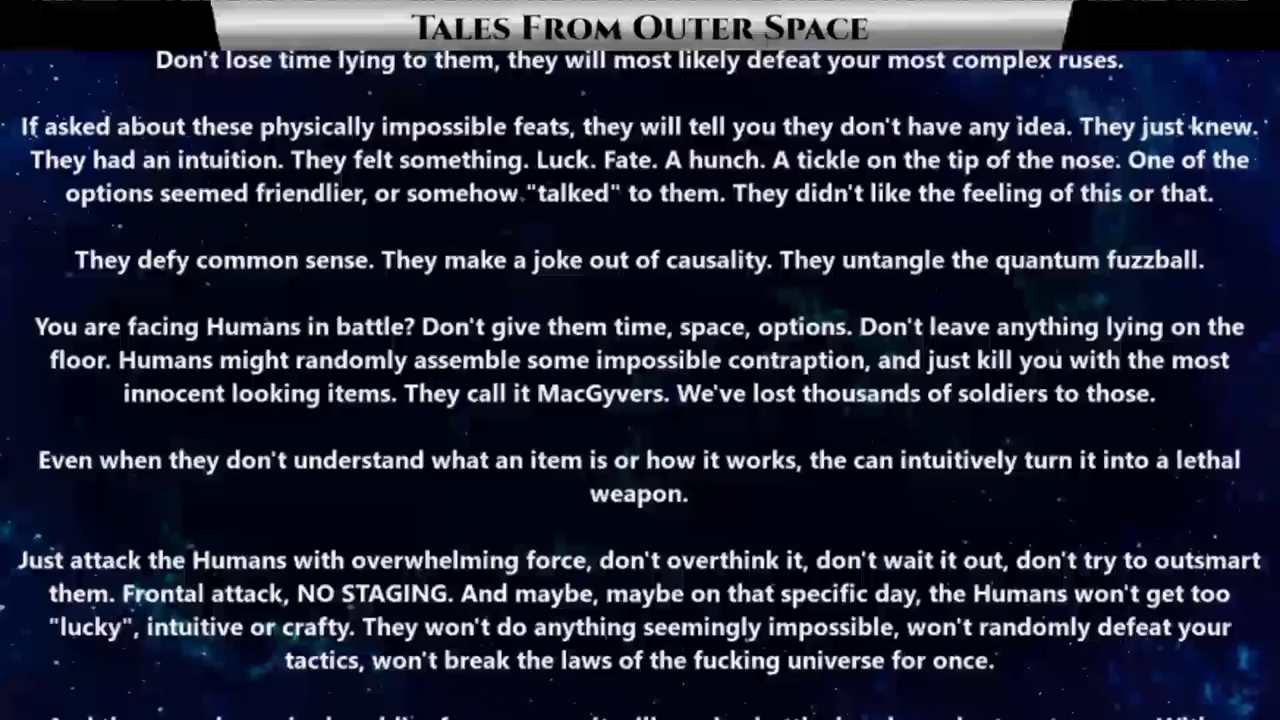 Tales From Outer Space
Don't lose time lying to them, they will most likely defeat your most complex ruses.
If asked about these physically impossible feats, they will tell you they don't have any idea. They just knew.
They had an intuition. They felt something. Luck. Fate. A hunch. A tickle on the tip of the nose. One of the
options seemed friendlier, or somehow "talked" to them. They didn't like the feeling of this or that.
They defy common sense. They make a joke out of causality. They untangle the quantum fuzzball.
You are facing Humans in battle? Don't give them time, space, options. Don't leave anything lying on the
floor. Humans might randomly assemble some impossible contraption, and just kill you with the most
innocent looking items. They call it MacGyvers. We've lost thousands of soldiers to those.
Even when they don't understand what an item is or how it works, the can intuitively turn it into a lethal
weapon.
Just attack the Humans with overwhelming force, don't overthink it, don't wait it out, don't try to outsmart
them. Frontal attack, NO STAGING. And maybe, maybe on that specific day, the Humans won't get too
"lucky", intuitive or crafty. They won't do anything seemingly impossible, won't randomly defeat your
tactics, won't break the laws of the fucking universe for once.